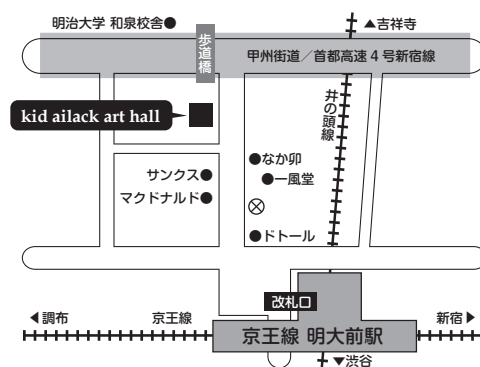 明治大学 和泉校舎●
▲吉祥寺
歩道橋
甲州街道／首都高速4号新宿線
kid ailack art hall
井の頭線
●なか卯
サンクス●
●一風堂
マクドナルド●
●ドトール
改札口
◀調布
京王線
京王線 明大前駅
新宿▶
▼渋谷